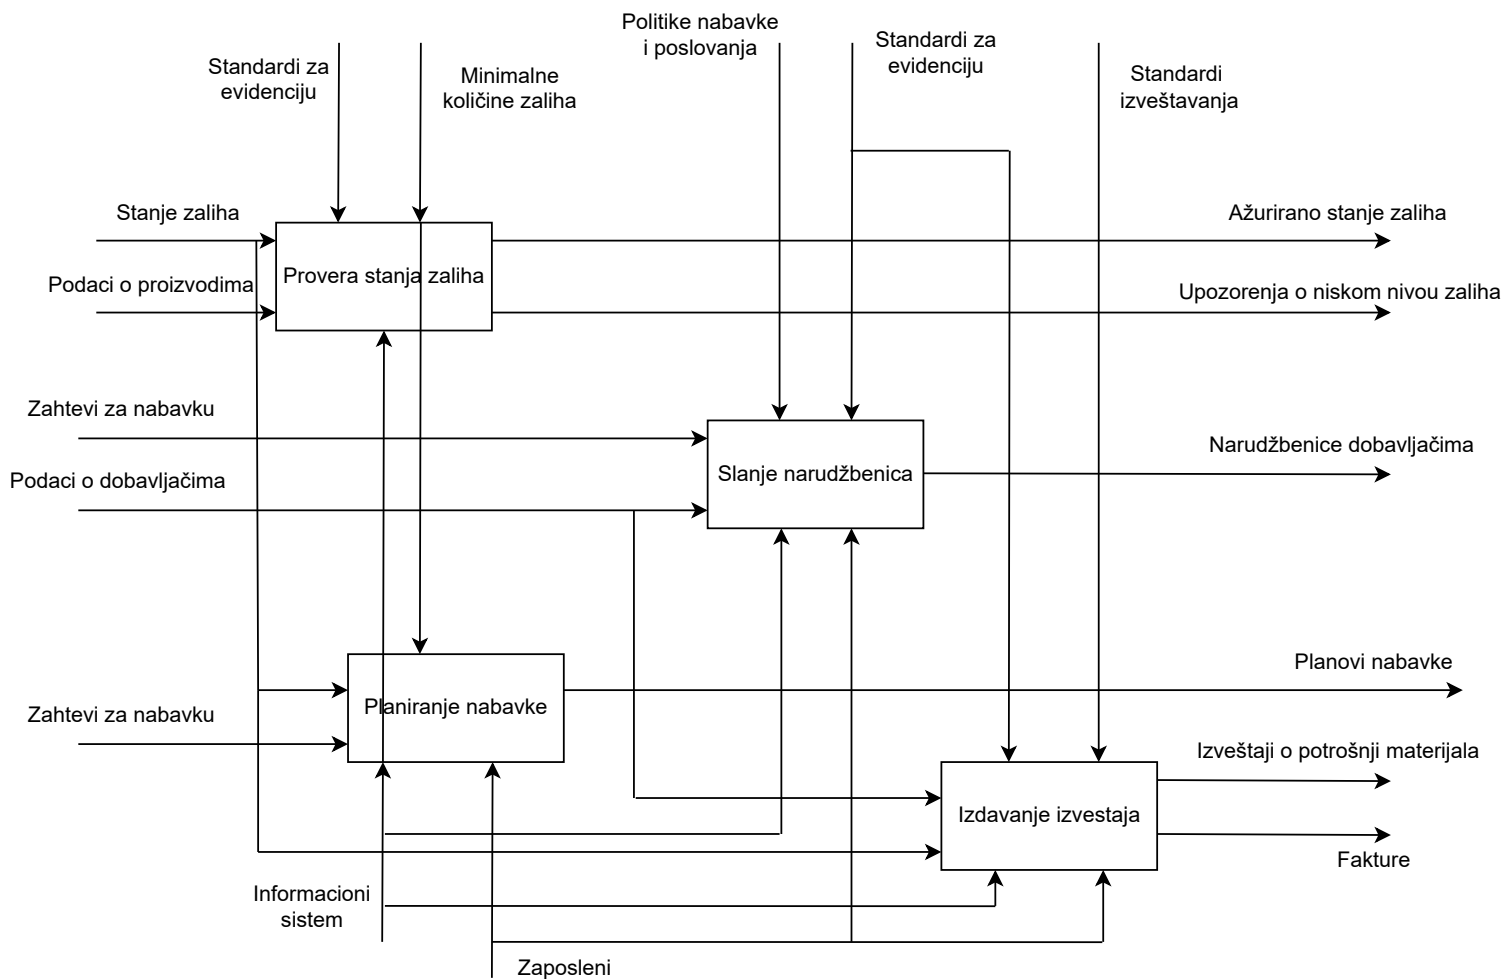 Politike nabavke
i poslovanja
Standardi za
evidenciju
Standardi za
evidenciju
Minimalne
količine zaliha
Standardi
izveštavanja
Stanje zaliha
Ažurirano stanje zaliha
Provera stanja zaliha
Podaci o proizvodima
Upozorenja o niskom nivou zaliha
Zahtevi za nabavku
Narudžbenice dobavljačima
Slanje narudžbenica
Podaci o dobavljačima
Planovi nabavke
Planiranje nabavke
Zahtevi za nabavku
Izveštaji o potrošnji materijala
Izdavanje izvestaja
Fakture
Informacioni
sistem
Zaposleni